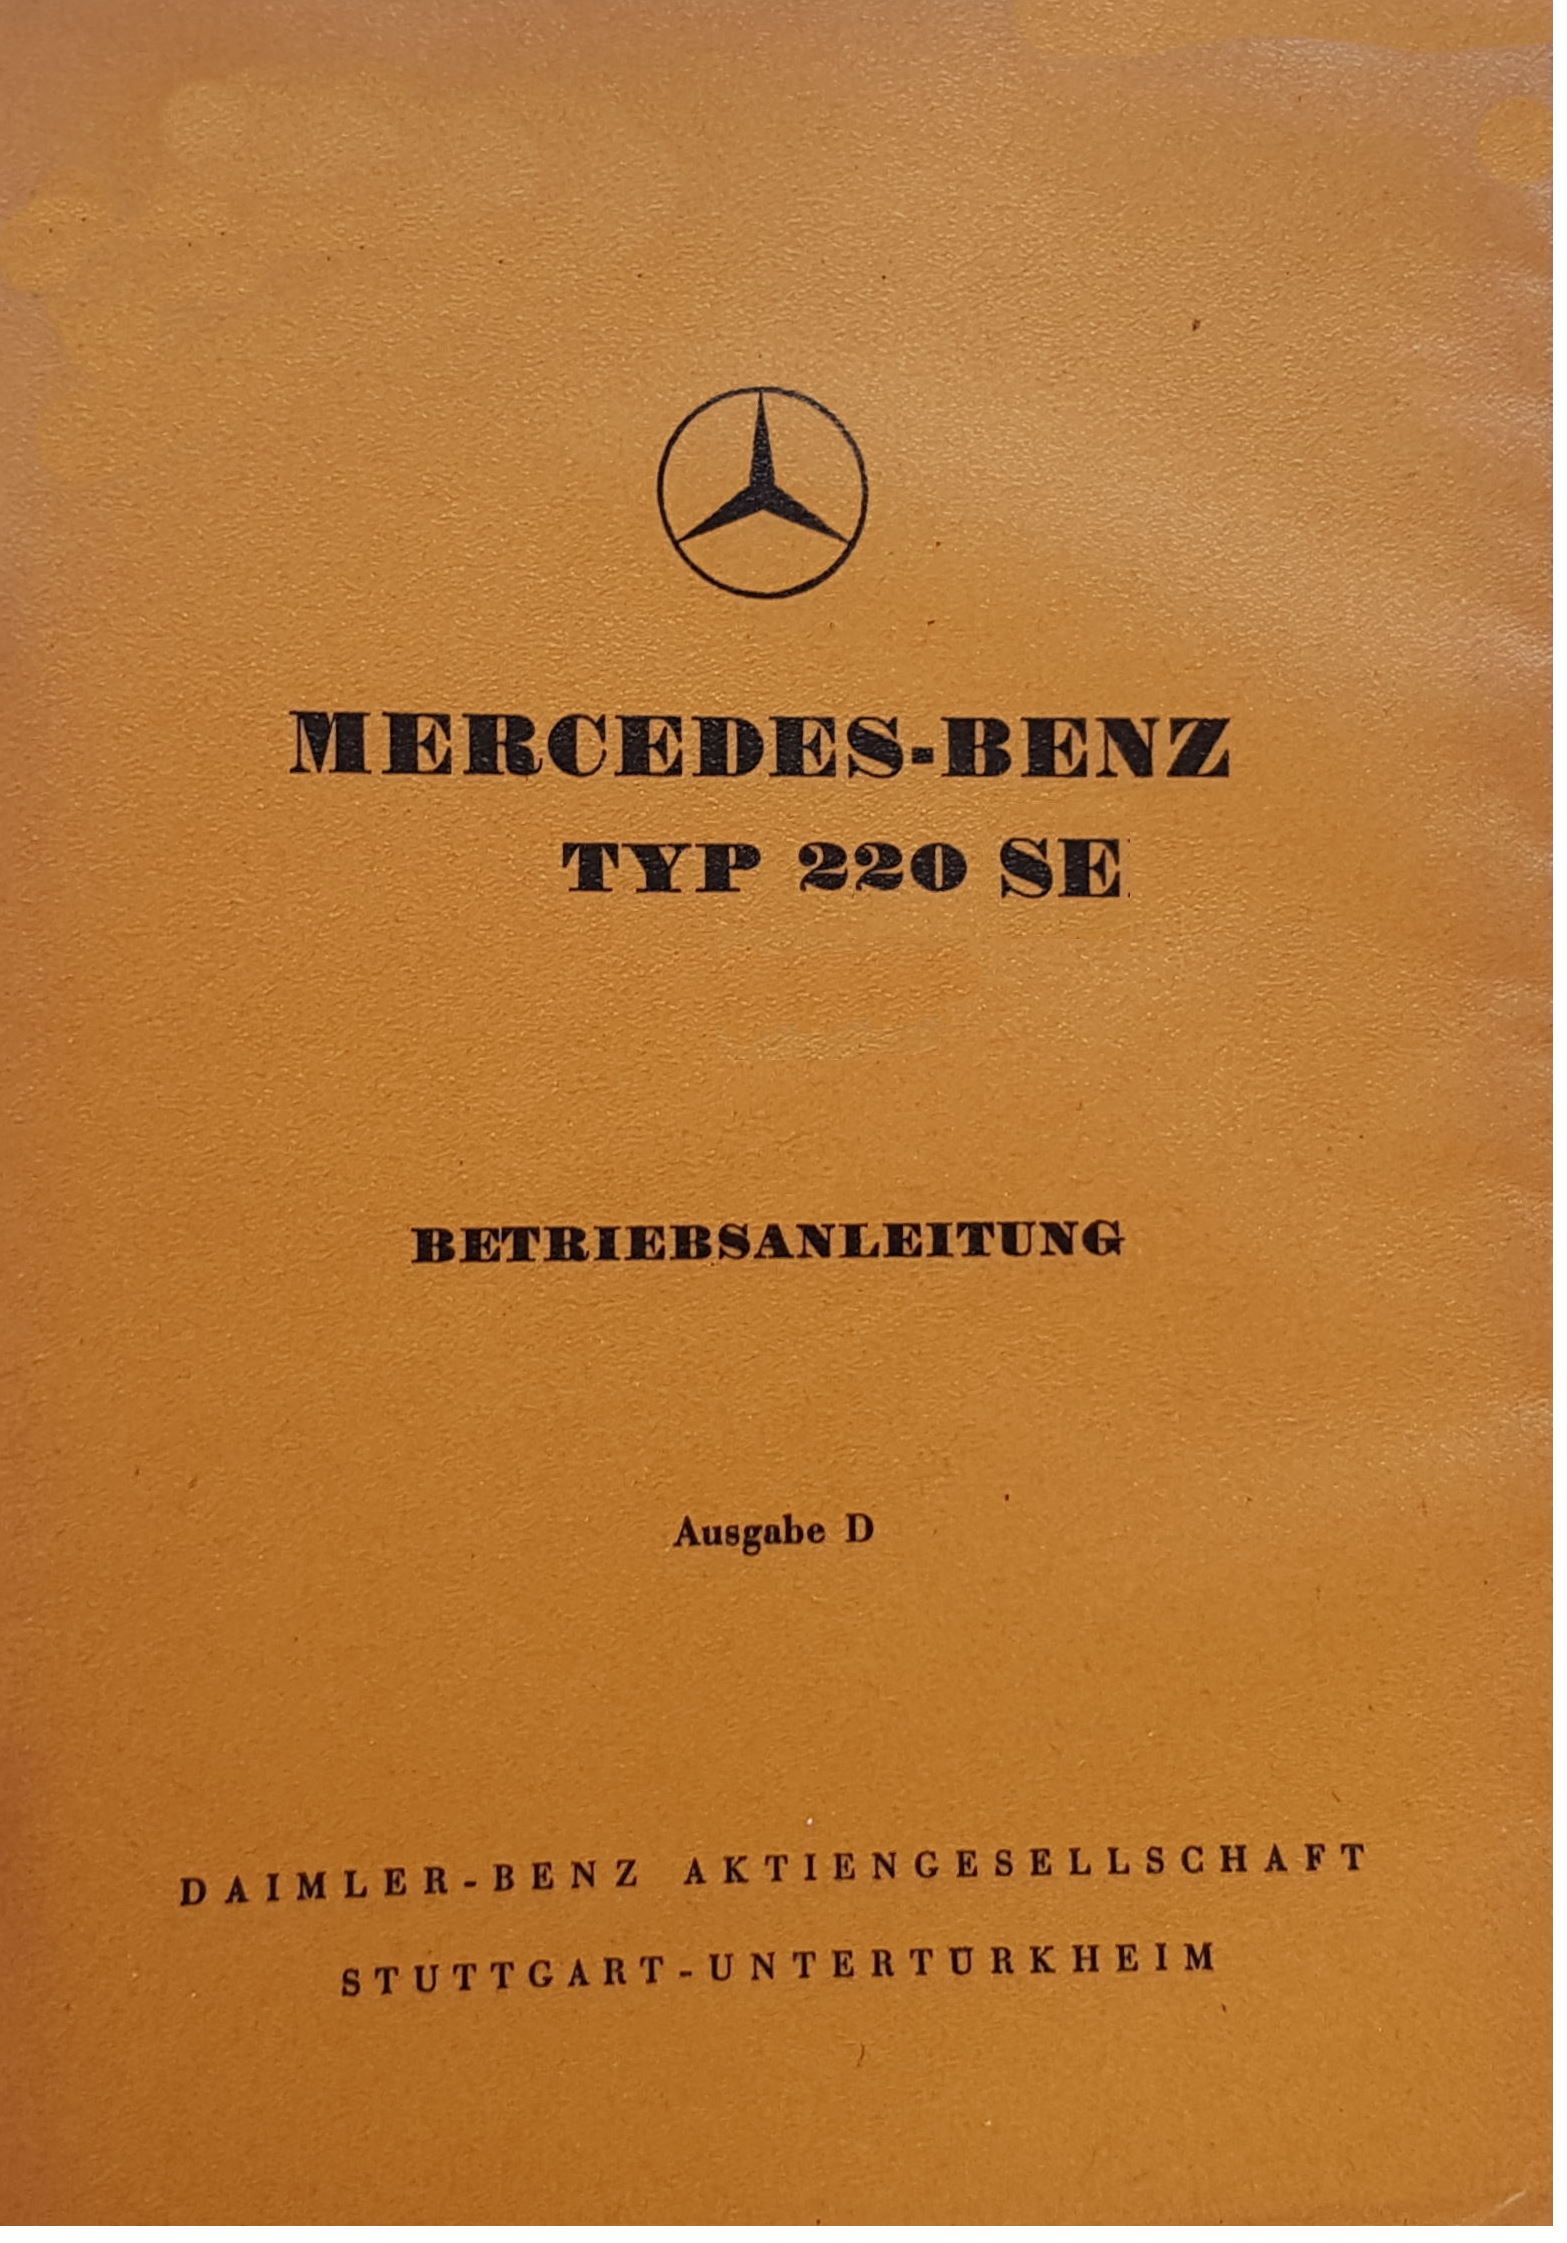 MERCEDES-BENZ
TYP 220 SE
BETRIEBSANLEITUNG
Ausgabe D
DAIMLER-BENZ AKTIENGESELLSCHAFT
STUTTGART-UNTERTÜRKHEIM